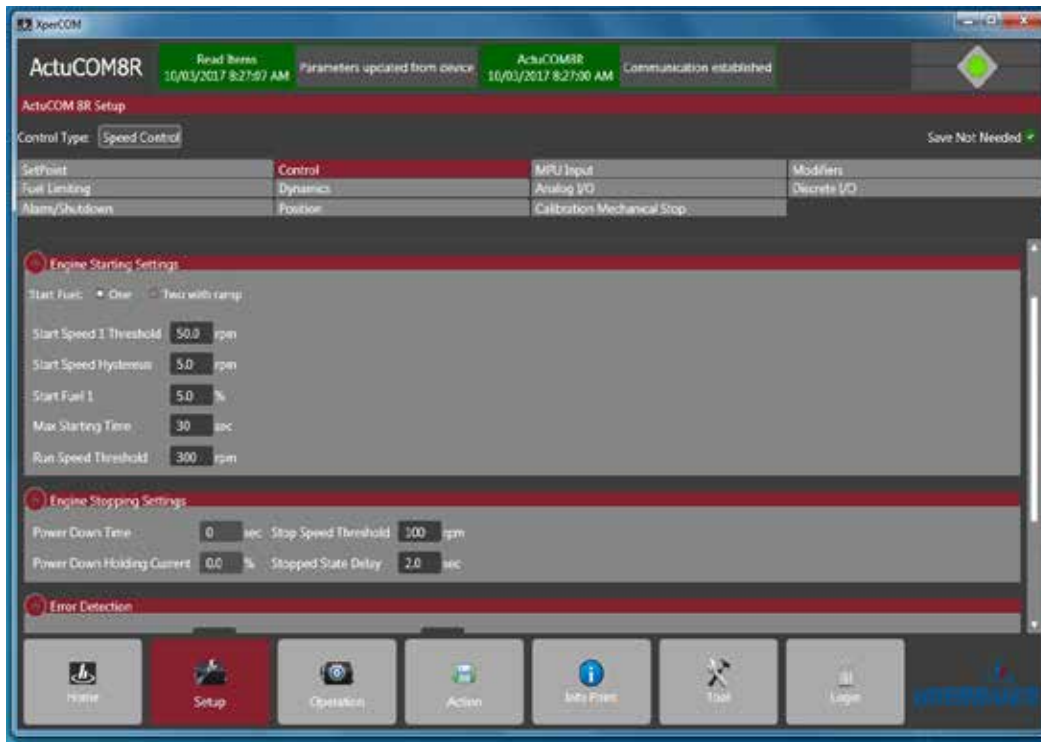 XperCOM
ActuCOM8R
Read Items
10/03/2017 8:27:07 AM
Parameters updated from device
ActuCOM8R
10/03/2017 8:27:00 AM
Communication established
ActuCOM 8R Setup
Control Type: Speed Control
Save Not Needed
SetPoint Control MPU Input Modifiers
Fuel Limiting Dynamics Analog I/O Discrete I/O
Alarm/Shutdown Position Calibration Mechanical Stop
Engine Starting Settings
Start Fuel: One Two with ramp
Start Speed 1 Threshold 50.0 rpm
Start Speed Hysteresis 5.0 rpm
Start Fuel 1 5.0 %
Max Starting Time 30 sec
Run Speed Threshold 300 rpm
Engine Stopping Settings
Power Down Time 0 sec Stop Speed Threshold 100 rpm
Power Down Holding Current 0.0 % Stopped State Delay 2.0 sec
Error Detection
Home Setup Operation Action Tool Login